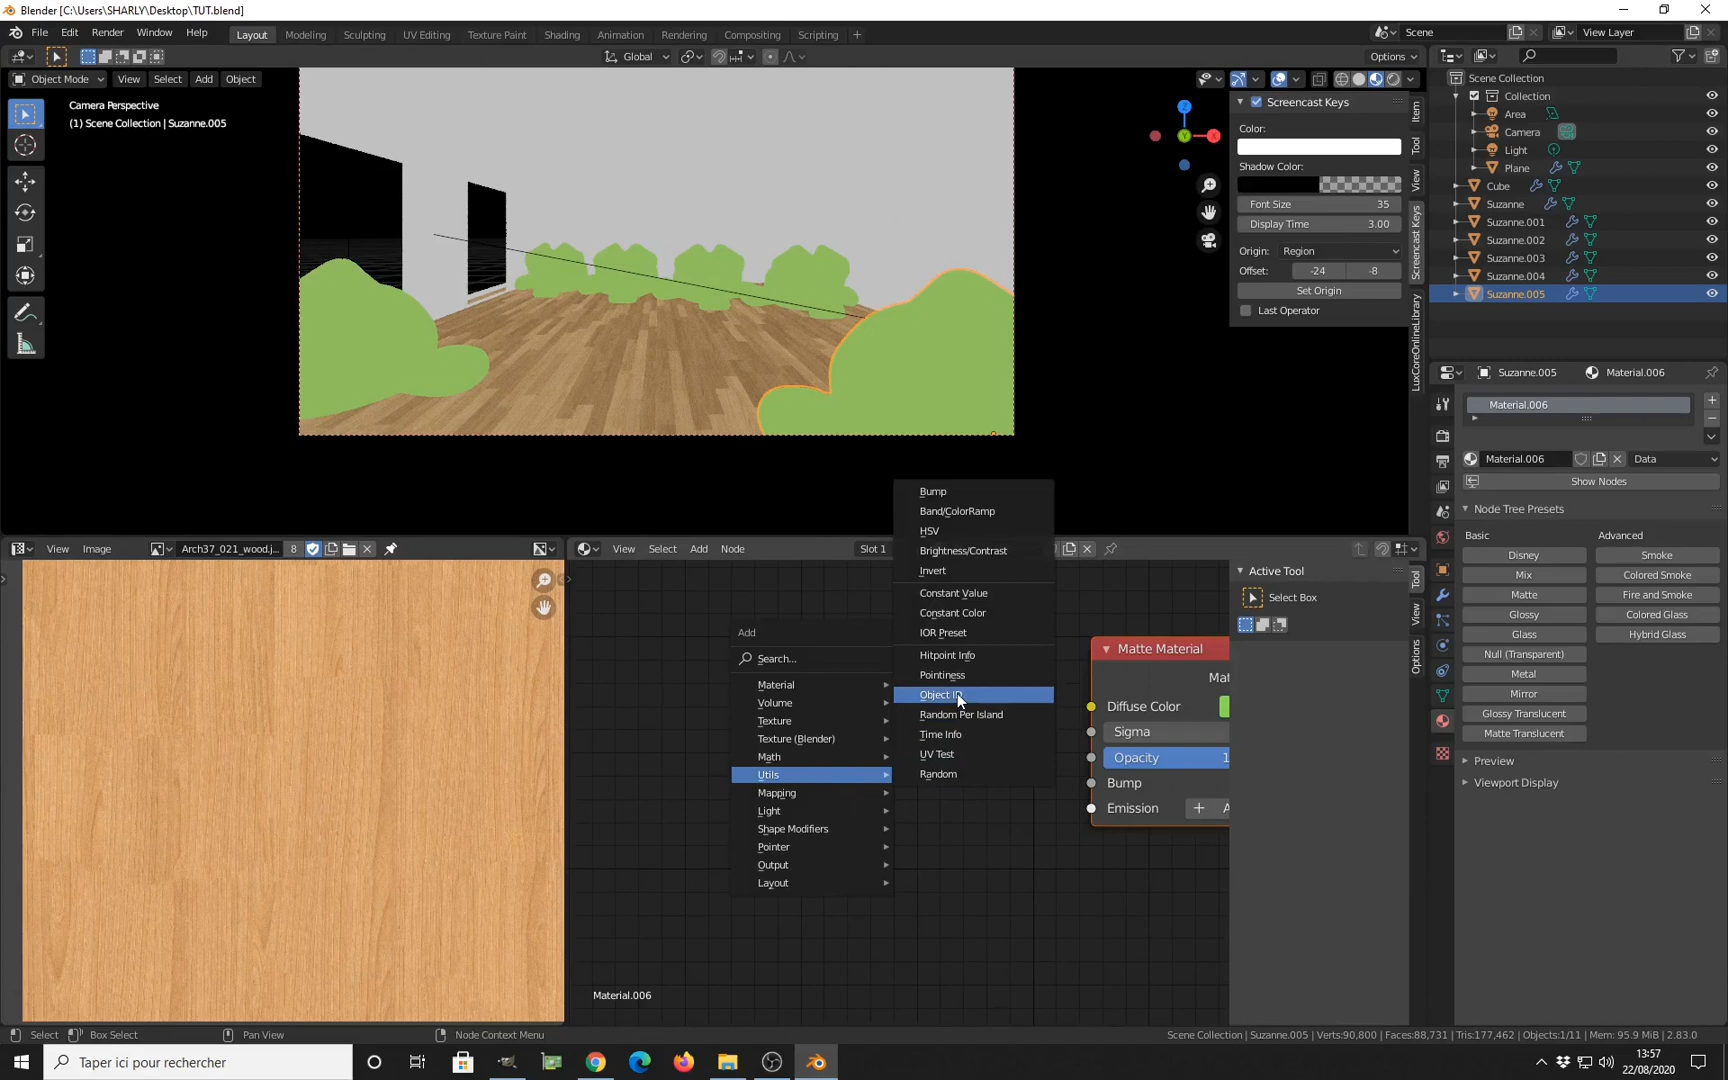 Blender [C:\Users\SHARLY\Desktop\TUT.blend]
File Edit Render Window Help Layout Modeling Sculpting UV Editing Texture Paint Shading Animation Rendering Compositing Scripting + Scene View Layer
Global Options
Object Mode View Select Add Object
Camera Perspective
(1) Scene Collection | Suzanne.005
Z
Y
X
Screencast Keys
Color:
Shadow Color:
Font Size 35
Display Time 3.00
Origin: Region
Offset: -24 -8
Set Origin
Last Operator
Item
Tool
View
Screencast Keys
LuxCoreOnlineLibrary
Scene Collection
Collection
Area
Camera
Light
Plane
Cube
Suzanne
Suzanne.001
Suzanne.002
Suzanne.003
Suzanne.004
Suzanne.005
Suzanne.005 Material.006
Material.006
Material.006 Data
Show Nodes
Node Tree Presets
Basic Advanced
Disney Smoke
Mix Colored Smoke
Matte Fire and Smoke
Glossy Colored Glass
Glass Hybrid Glass
Null (Transparent)
Metal
Mirror
Glossy Translucent
Matte Translucent
Preview
Viewport Display
View Image Arch37_021_wood.j... 8
View Select Add Node Slot 1
Add
Search...
Material
Volume
Texture
Texture (Blender)
Math
Utils
Mapping
Light
Shape Modifiers
Pointer
Output
Layout
Bump
Band/ColorRamp
HSV
Brightness/Contrast
Invert
Constant Value
Constant Color
IOR Preset
Hitpoint Info
Pointiness
Object ID
Random Per Island
Time Info
UV Test
Random
Matte Material
Mat
Diffuse Color
Sigma
Opacity 1
Bump
Emission + A
Active Tool
Select Box
Tool
View
Options
Material.006
Select Box Select Pan View Node Context Menu Scene Collection | Suzanne.005 | Verts:90,800 | Faces:88,731 | Tris:177,462 | Objects:1/11 | Mem: 95.9 MiB | 2.83.0
Taper ici pour rechercher
13:57
22/08/2020